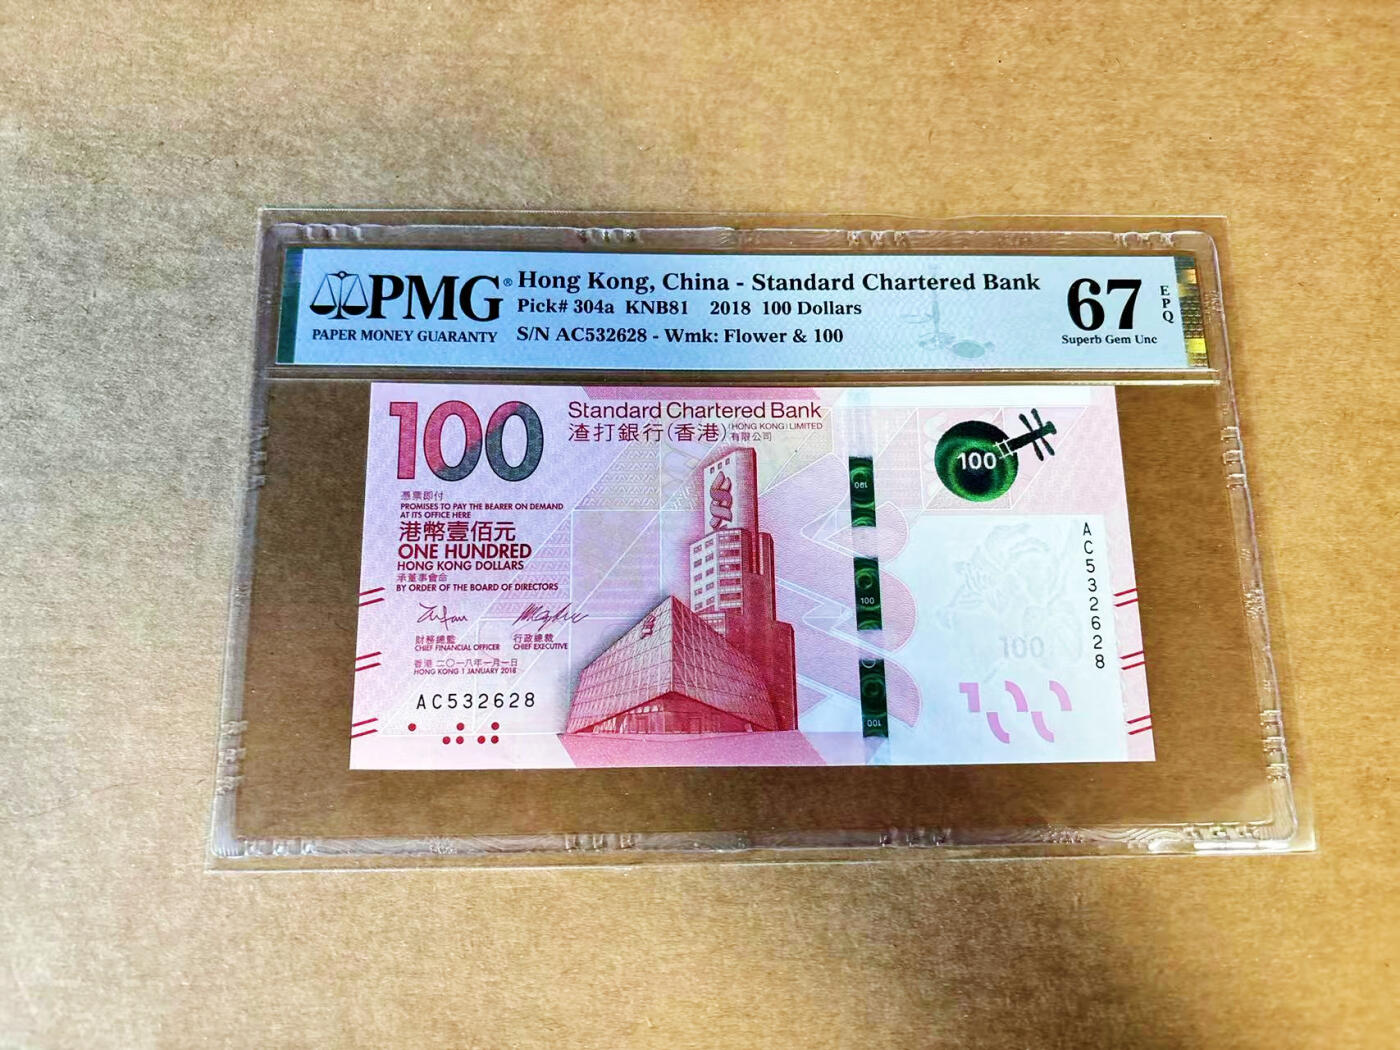 PMG®
PAPER MONEY GUARANTY
Hong Kong, China - Standard Chartered Bank
Pick# 304a KNB81 2018 100 Dollars
S/N AC532628 - Wmk: Flower & 100
67
EPQ
Superb Gem Unc
100
Standard Chartered Bank
(HONG KONG) LIMITED
渣打銀行(香港)有限公司
憑票即付
PROMISES TO PAY THE BEARER ON DEMAND
AT ITS OFFICE HERE
港幣壹佰元
ONE HUNDRED
HONG KONG DOLLARS
承董事會命
BY ORDER OF THE BOARD OF DIRECTORS
財務總監 行政總裁
CHIEF FINANCIAL OFFICER CHIEF EXECUTIVE
香港 二〇一八年一月一日
HONG KONG 1 JANUARY 2018
AC532628
100
100
100
100
AC532628
100
100